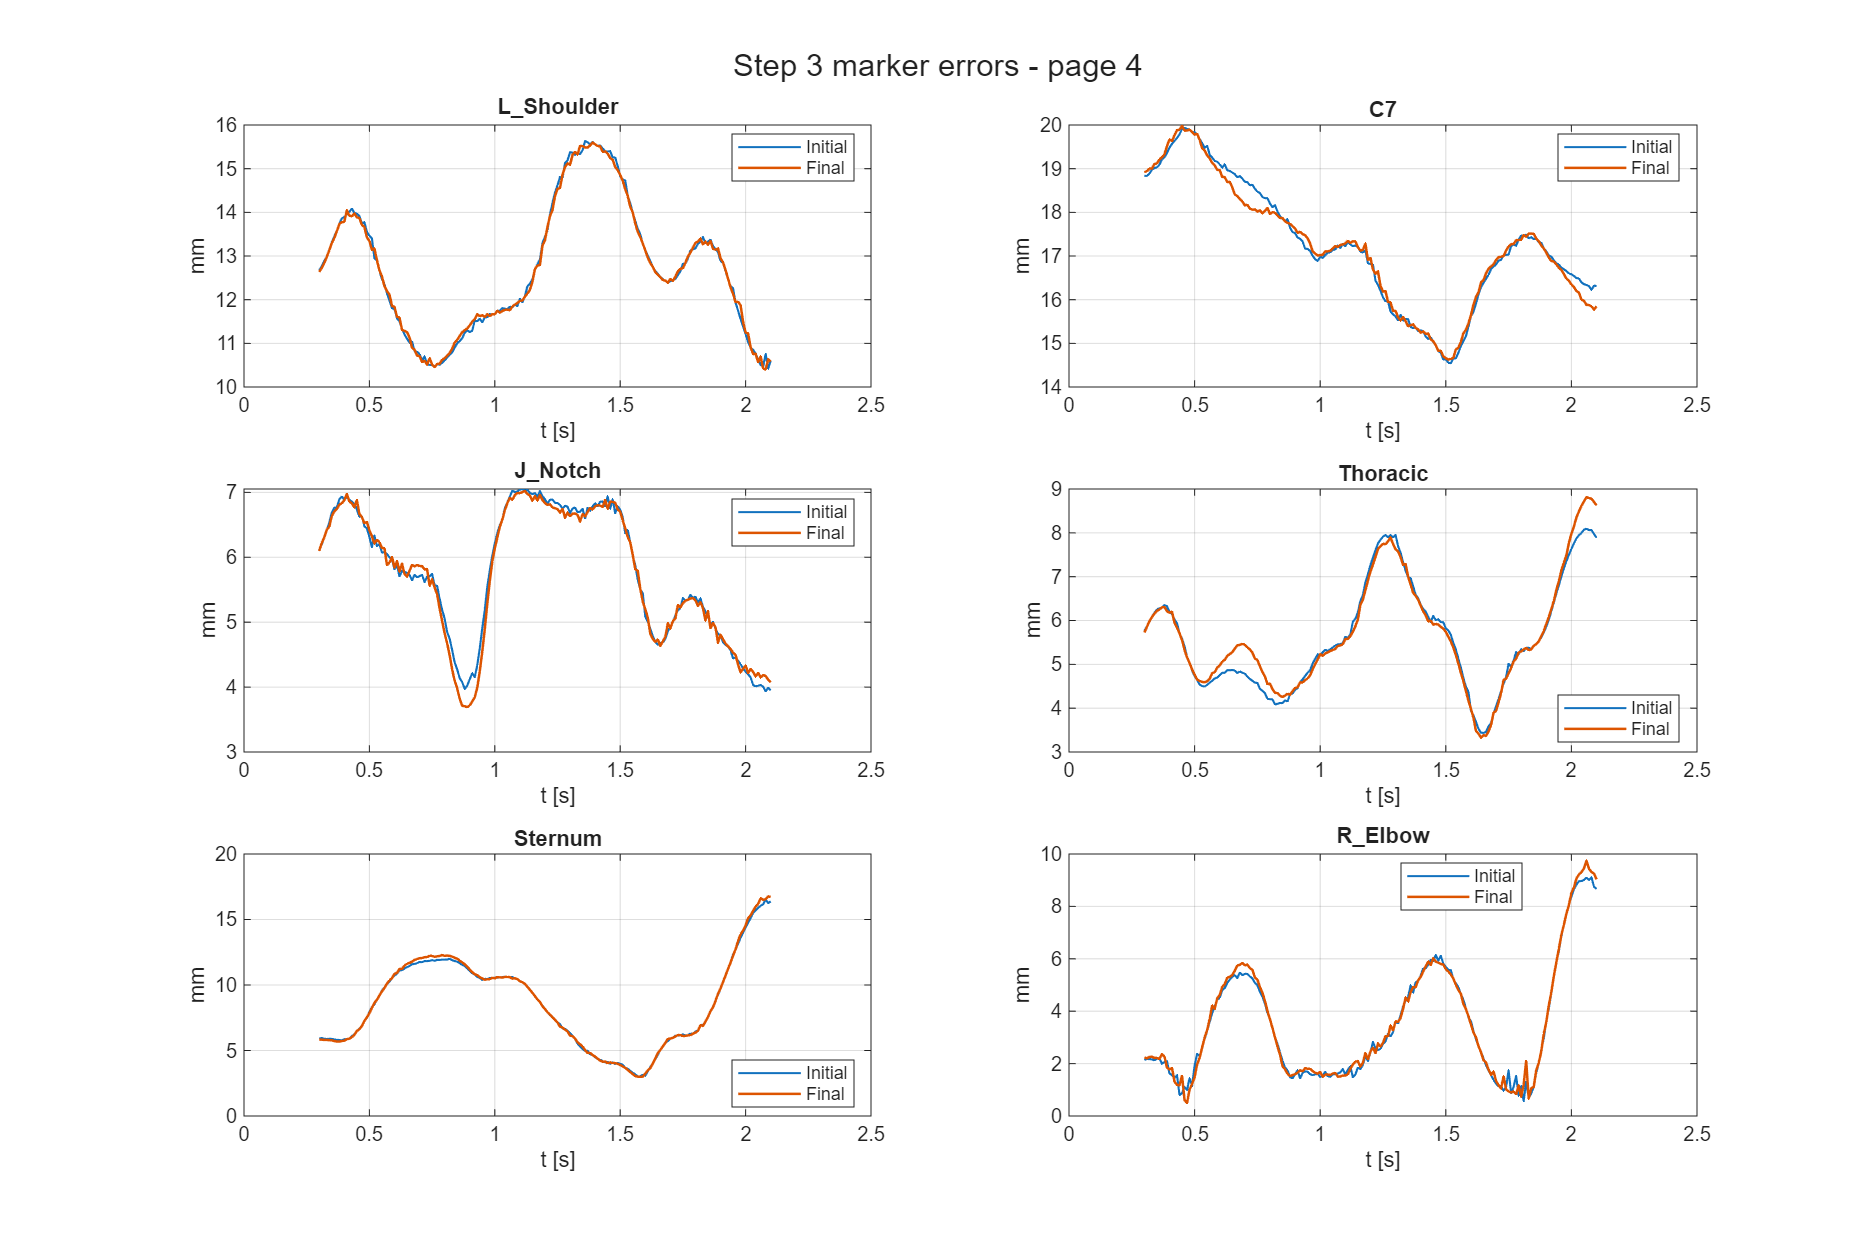 Step 3 marker errors - page 4
L_Shoulder
16
15
14
13
12
11
10
mm
0 0.5 1 1.5 2 2.5
t [s]
Initial
Final
C7
20
19
18
17
16
15
14
mm
0 0.5 1 1.5 2 2.5
t [s]
Initial
Final
J_Notch
7
6
5
4
3
mm
0 0.5 1 1.5 2 2.5
t [s]
Initial
Final
Thoracic
9
8
7
6
5
4
3
mm
0 0.5 1 1.5 2 2.5
t [s]
Initial
Final
Sternum
20
15
10
5
0
mm
0 0.5 1 1.5 2 2.5
t [s]
Initial
Final
R_Elbow
10
8
6
4
2
0
mm
0 0.5 1 1.5 2 2.5
t [s]
Initial
Final